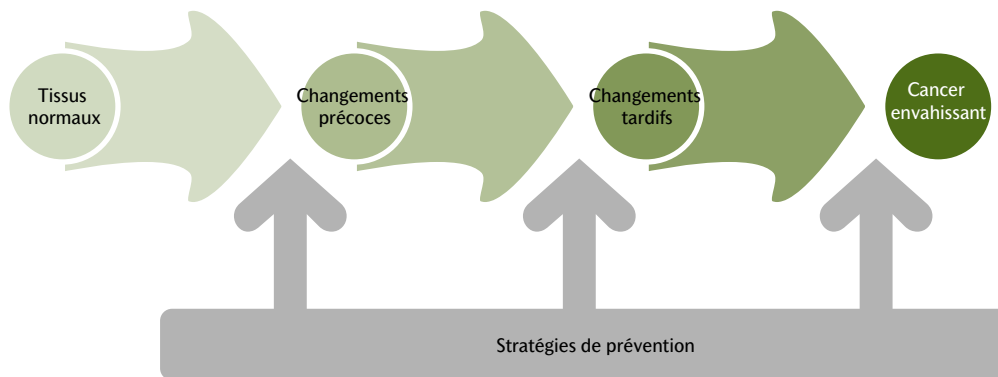 Tissus
normaux
Changements
précoces
Changements
tardifs
Cancer
envahissant
Stratégies de prévention